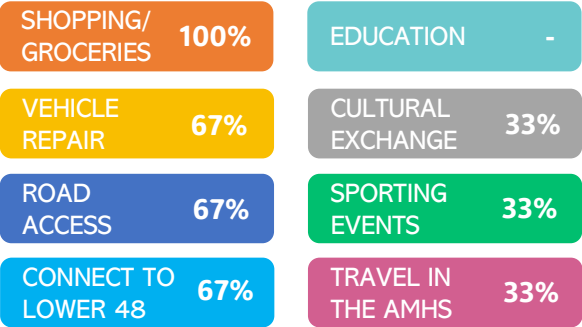 SHOPPING/
GROCERIES 100%
EDUCATION -
VEHICLE
REPAIR 67%
CULTURAL
EXCHANGE 33%
ROAD
ACCESS 67%
SPORTING
EVENTS 33%
CONNECT TO
LOWER 48 67%
TRAVEL IN
THE AMHS 33%